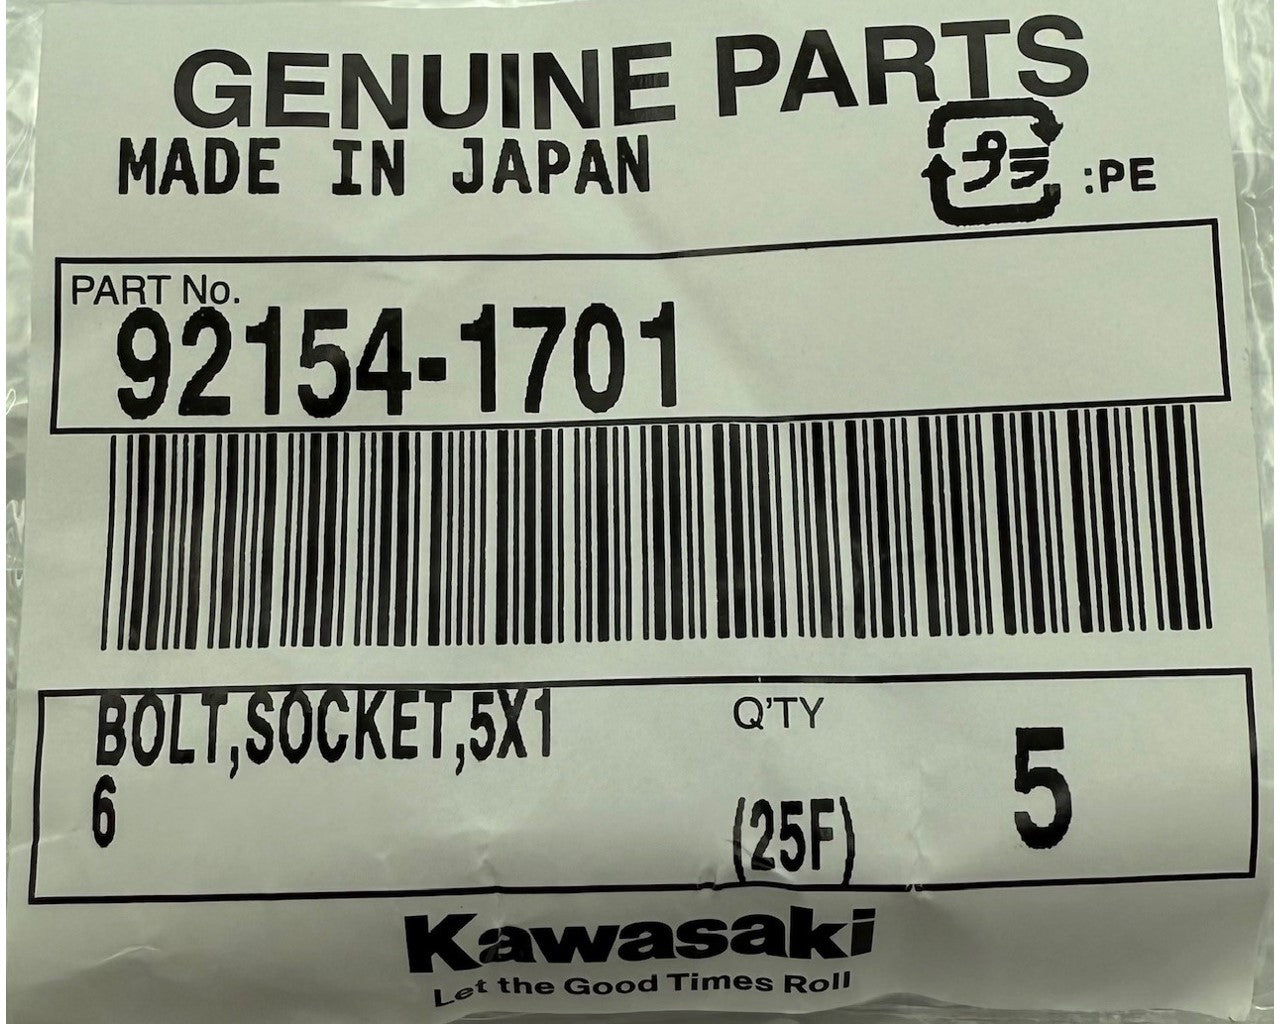 GENUINE PARTS
MADE IN JAPAN
プラ :PE
PART No.
92154-1701
BOLT,SOCKET,5X1
6
Q'TY
5
(25F)
Kawasaki
Let the Good Times Roll